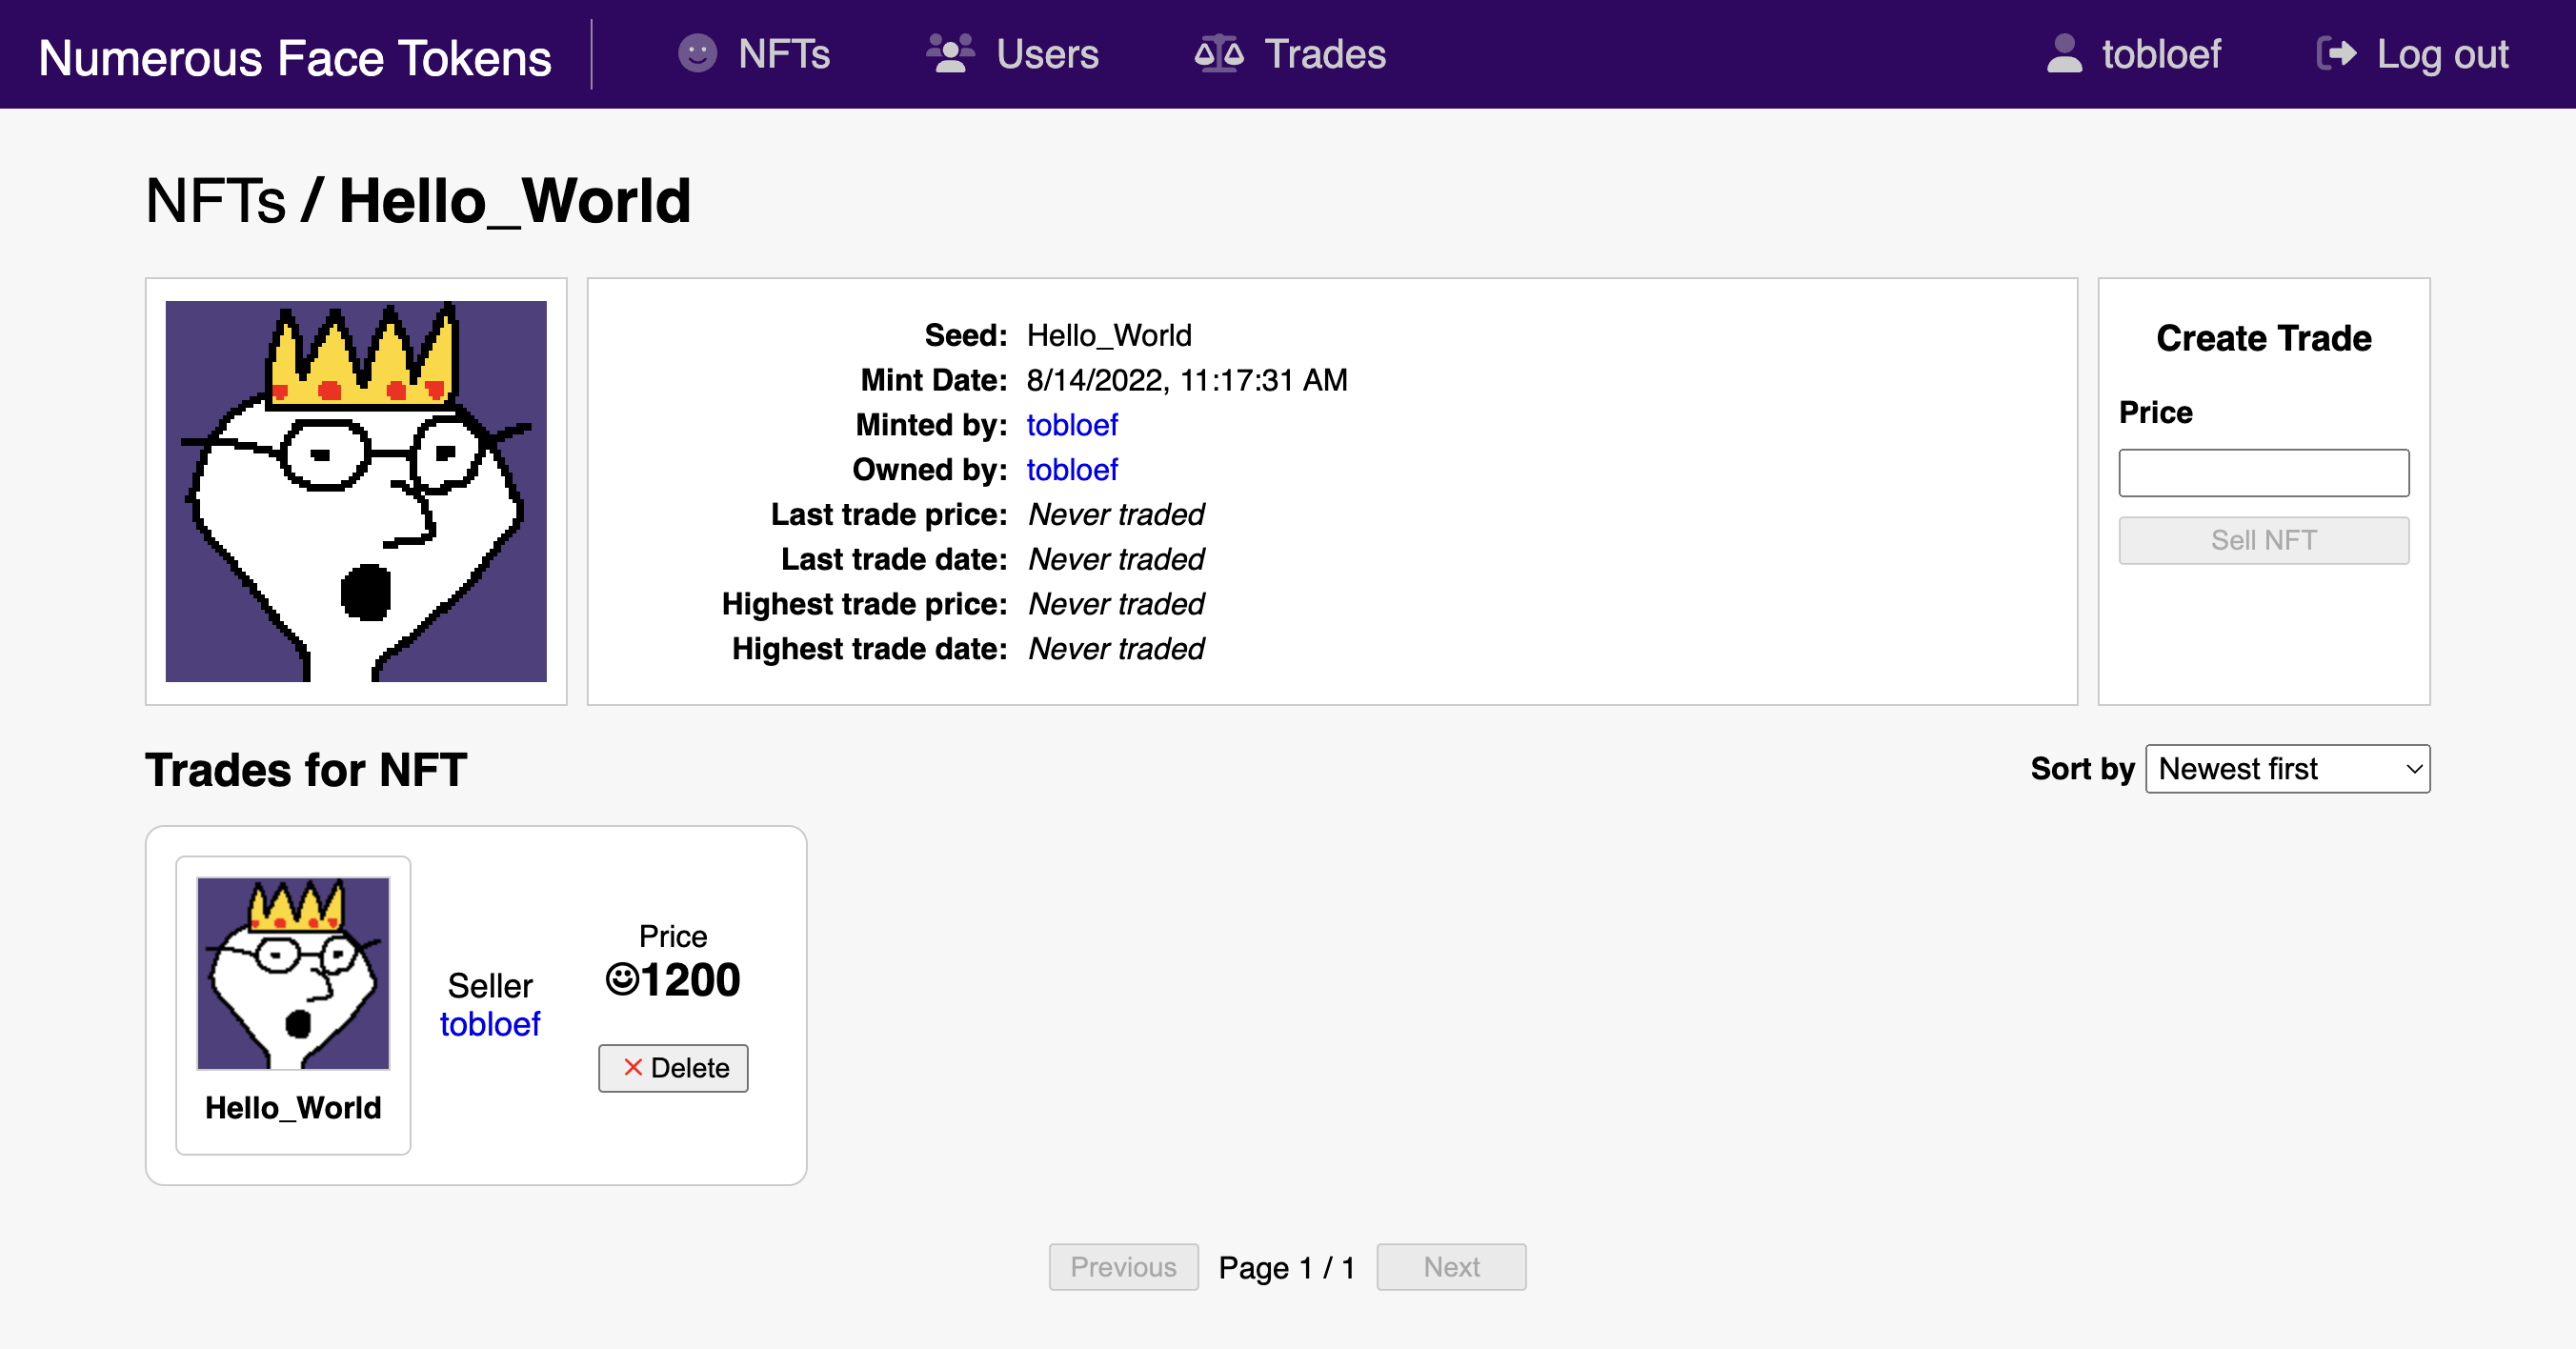 Numerous Face Tokens
NFTs
Users
Trades
tobloef
Log out
NFTs / Hello_World
Seed: Hello_World
Mint Date: 8/14/2022, 11:17:31 AM
Minted by: tobloef
Owned by: tobloef
Last trade price: Never traded
Last trade date: Never traded
Highest trade price: Never traded
Highest trade date: Never traded
Create Trade
Price
Sell NFT
Trades for NFT
Sort by Newest first
Hello_World
Seller
tobloef
Price
1200
Delete
Previous Page 1 / 1 Next